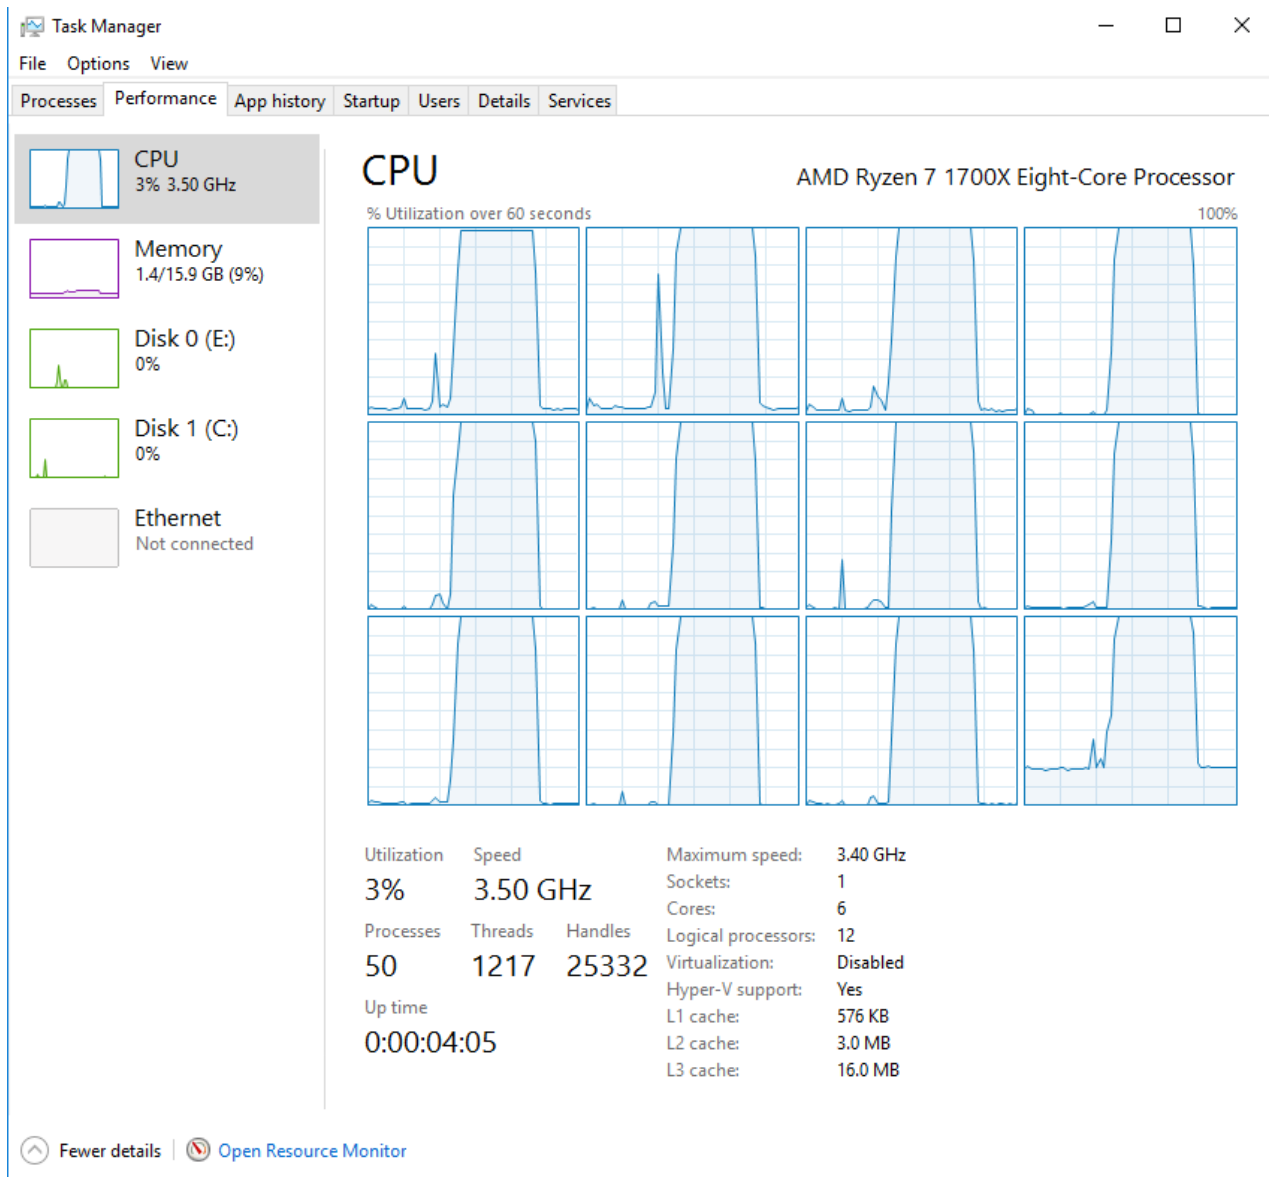 Task Manager
File Options View
Processes Performance App history Startup Users Details Services
CPU
3% 3.50 GHz
Memory
1.4/15.9 GB (9%)
Disk 0 (E:)
0%
Disk 1 (C:)
0%
Ethernet
Not connected
CPU
AMD Ryzen 7 1700X Eight-Core Processor
% Utilization over 60 seconds
100%
Utilization Speed
3% 3.50 GHz
Processes Threads Handles
50 1217 25332
Up time
0:00:04:05
Maximum speed: 3.40 GHz
Sockets: 1
Cores: 6
Logical processors: 12
Virtualization: Disabled
Hyper-V support: Yes
L1 cache: 576 KB
L2 cache: 3.0 MB
L3 cache: 16.0 MB
Fewer details
Open Resource Monitor